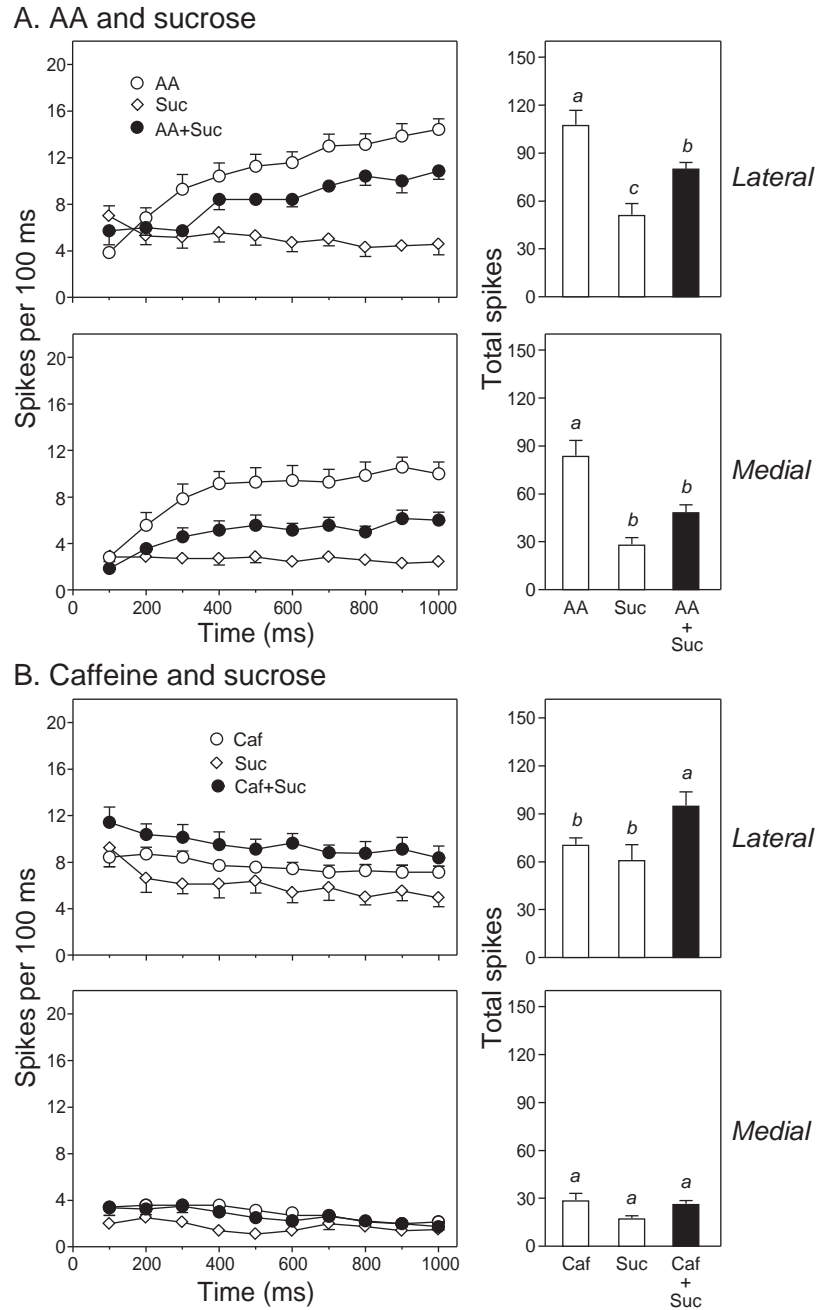 A. AA and sucrose
20
16
12
8
4
0
AA
Suc
AA+Suc
Spikes per 100 ms
150
120
90
60
30
0
a
c
b
Total spikes
Lateral
20
16
12
8
4
0
0 200 400 600 800 1000
Time (ms)
150
120
90
60
30
0
a
b
b
AA Suc AA
+
Suc
Medial
B. Caffeine and sucrose
20
16
12
8
4
0
Caf
Suc
Caf+Suc
Spikes per 100 ms
150
120
90
60
30
0
b
b
a
Total spikes
Lateral
20
16
12
8
4
0
0 200 400 600 800 1000
Time (ms)
150
120
90
60
30
0
a
a
a
Caf Suc Caf
+
Suc
Medial